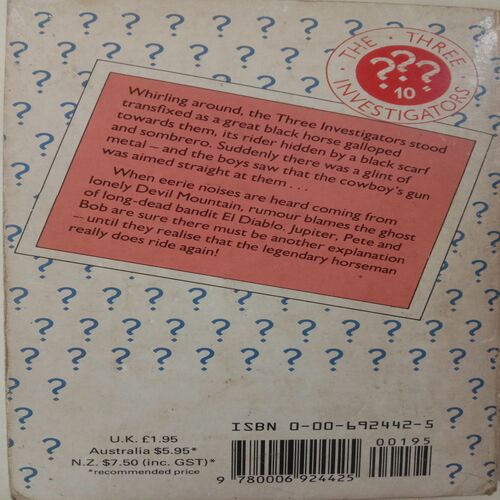 THE THREE
???
10
INVESTIGATORS
Whirling around, the Three Investigators stood
transfixed as a great black horse galloped
towards them, its rider hidden by a black scarf
and sombrero. Suddenly there was a glint of
metal – and the boys saw that the cowboy's gun
was aimed straight at them . . .
When eerie noises are heard coming from
lonely Devil Mountain, rumour blames the ghost
of long-dead bandit El Diablo. Jupiter, Pete and
Bob are sure there must be another explanation
– until they realise that the legendary horseman
really does ride again!
U.K. £1.95
Australia $5.95*
N.Z. $7.50 (inc. GST)*
*recommended price
ISBN 0-00-692442-5
00195
9 780006 924425